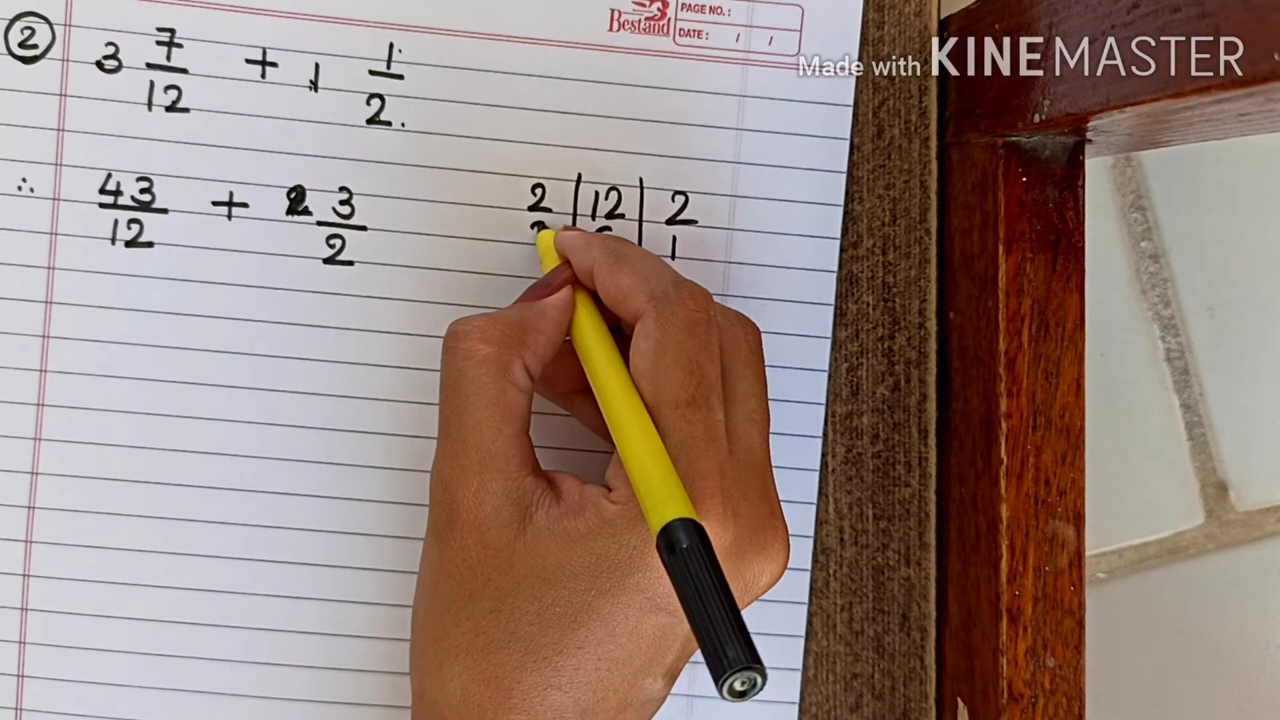 Bestand
PAGE NO. :
DATE : / /
Made with KINEMASTER
② 3 7/12 + 1 1/2.
∴ 43/12 + 3/2
2 | 12 | 2
1